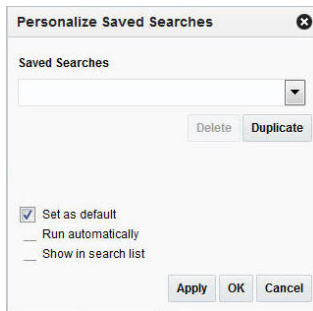 Personalize Saved Searches
Saved Searches
Delete Duplicate
Set as default
Run automatically
Show in search list
Apply OK Cancel